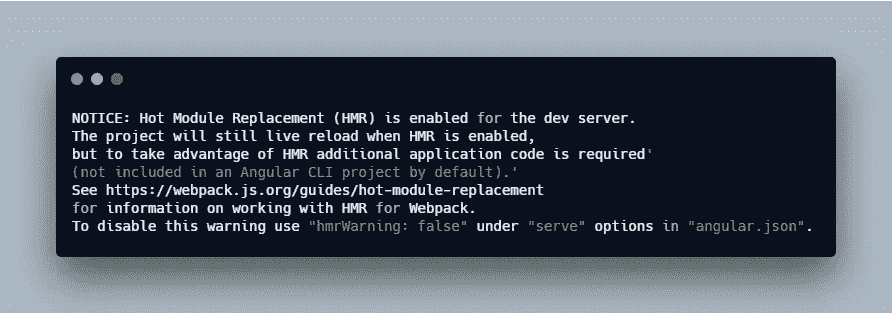 NOTICE: Hot Module Replacement (HMR) is enabled for the dev server.
The project will still live reload when HMR is enabled,
but to take advantage of HMR additional application code is required'
(not included in an Angular CLI project by default).'
See https://webpack.js.org/guides/hot-module-replacement
for information on working with HMR for Webpack.
To disable this warning use "hmrWarning: false" under "serve" options in "angular.json".